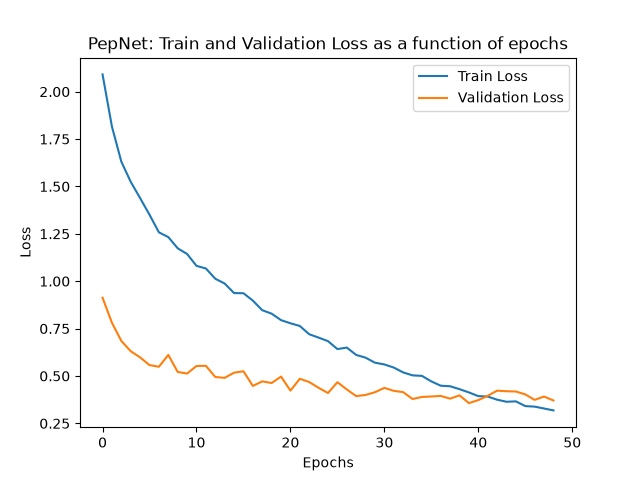 PepNet: Train and Validation Loss as a function of epochs
Train Loss
Validation Loss
2.00
1.75
1.50
1.25
1.00
0.75
0.50
0.25
Loss
0 10 20 30 40 50
Epochs